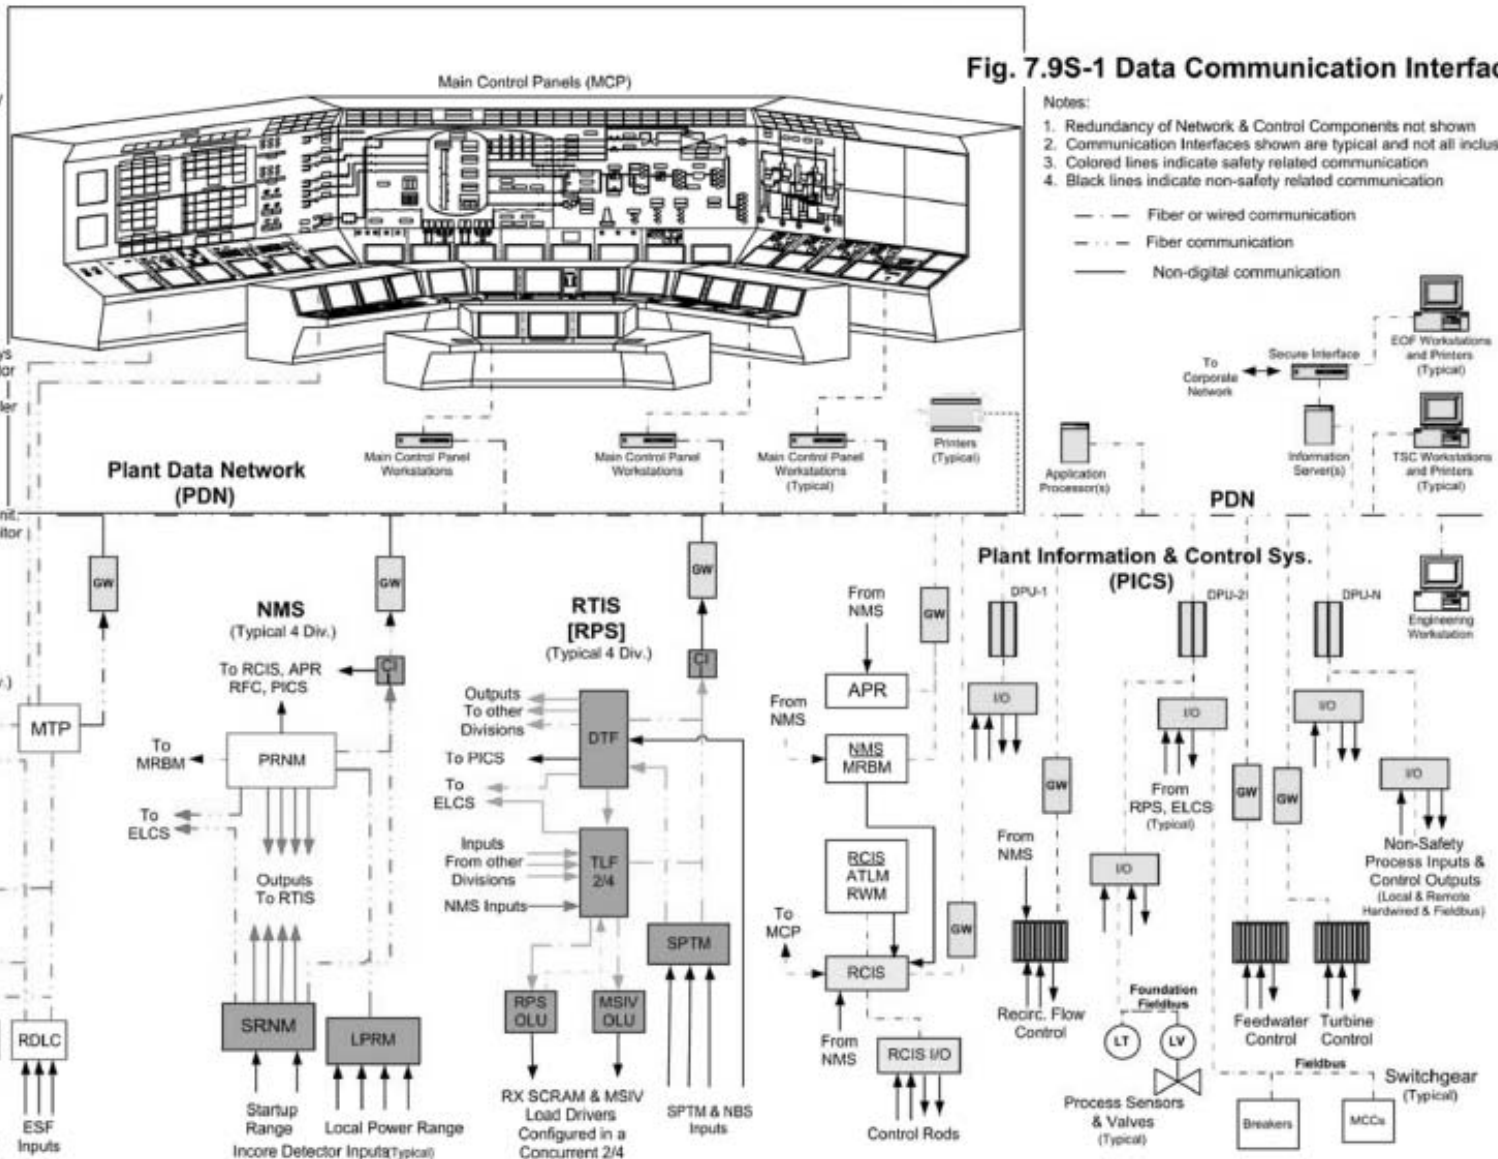 Main Control Panels (MCP)
Fig. 7.9S-1 Data Communication Interfac
Notes:
1. Redundancy of Network & Control Components not shown
2. Communication Interfaces shown are typical and not all inclus
3. Colored lines indicate safety related communication
4. Black lines indicate non-safety related communication
Fiber or wired communication
Fiber communication
Non-digital communication
EOF Workstations
and Printers
(Typical)
Secure Interface
To
Corporate
Network
Main Control Panel
Workstations
Main Control Panel
Workstations
Main Control Panel
Workstations
(Typical)
Printers
(Typical)
Application
Processor(s)
Information
Server(s)
TSC Workstations
and Printers
(Typical)
Plant Data Network
(PDN)
PDN
Plant Information & Control Sys.
(PICS)
Engineering
Workstation
GW
GW
GW
GW
NMS
(Typical 4 Div.)
RTIS
[RPS]
(Typical 4 Div.)
From
NMS
DPU-1
DPU-2
DPU-N
To RCIS, APR
RFC, PICS
CI
CI
APR
I/O
I/O
I/O
MTP
To
MRBM
PRNM
To
ELCS
Outputs
To other
Divisions
To PICS
To
ELCS
DTF
From
NMS
NMS
MRBM
GW
GW
GW
I/O
From
RPS, ELCS
(Typical)
Non-Safety
Process Inputs &
Control Outputs
(Local & Remote
Hardwired & Fieldbus)
Outputs
To RTIS
Inputs
From other
Divisions
NMS Inputs
TLF
2/4
RCIS
ATLM
RWM
From
NMS
I/O
To
MCP
GW
SPTM
RCIS
RPS
OLU
MSIV
OLU
From
NMS
Recirc. Flow
Control
Foundation
Fieldbus
Feedwater
Control
Turbine
Control
RDLC
SRNM
LPRM
RCIS I/O
LT
LV
Fieldbus
Switchgear
(Typical)
ESF
Inputs
Startup
Range
Local Power Range
Incore Detector Inputs(Typical)
RX SCRAM & MSIV
Load Drivers
Configured in a
Concurrent 2/4
SPTM & NBS
Inputs
Control Rods
Process Sensors
& Valves
(Typical)
Breakers
MCCs